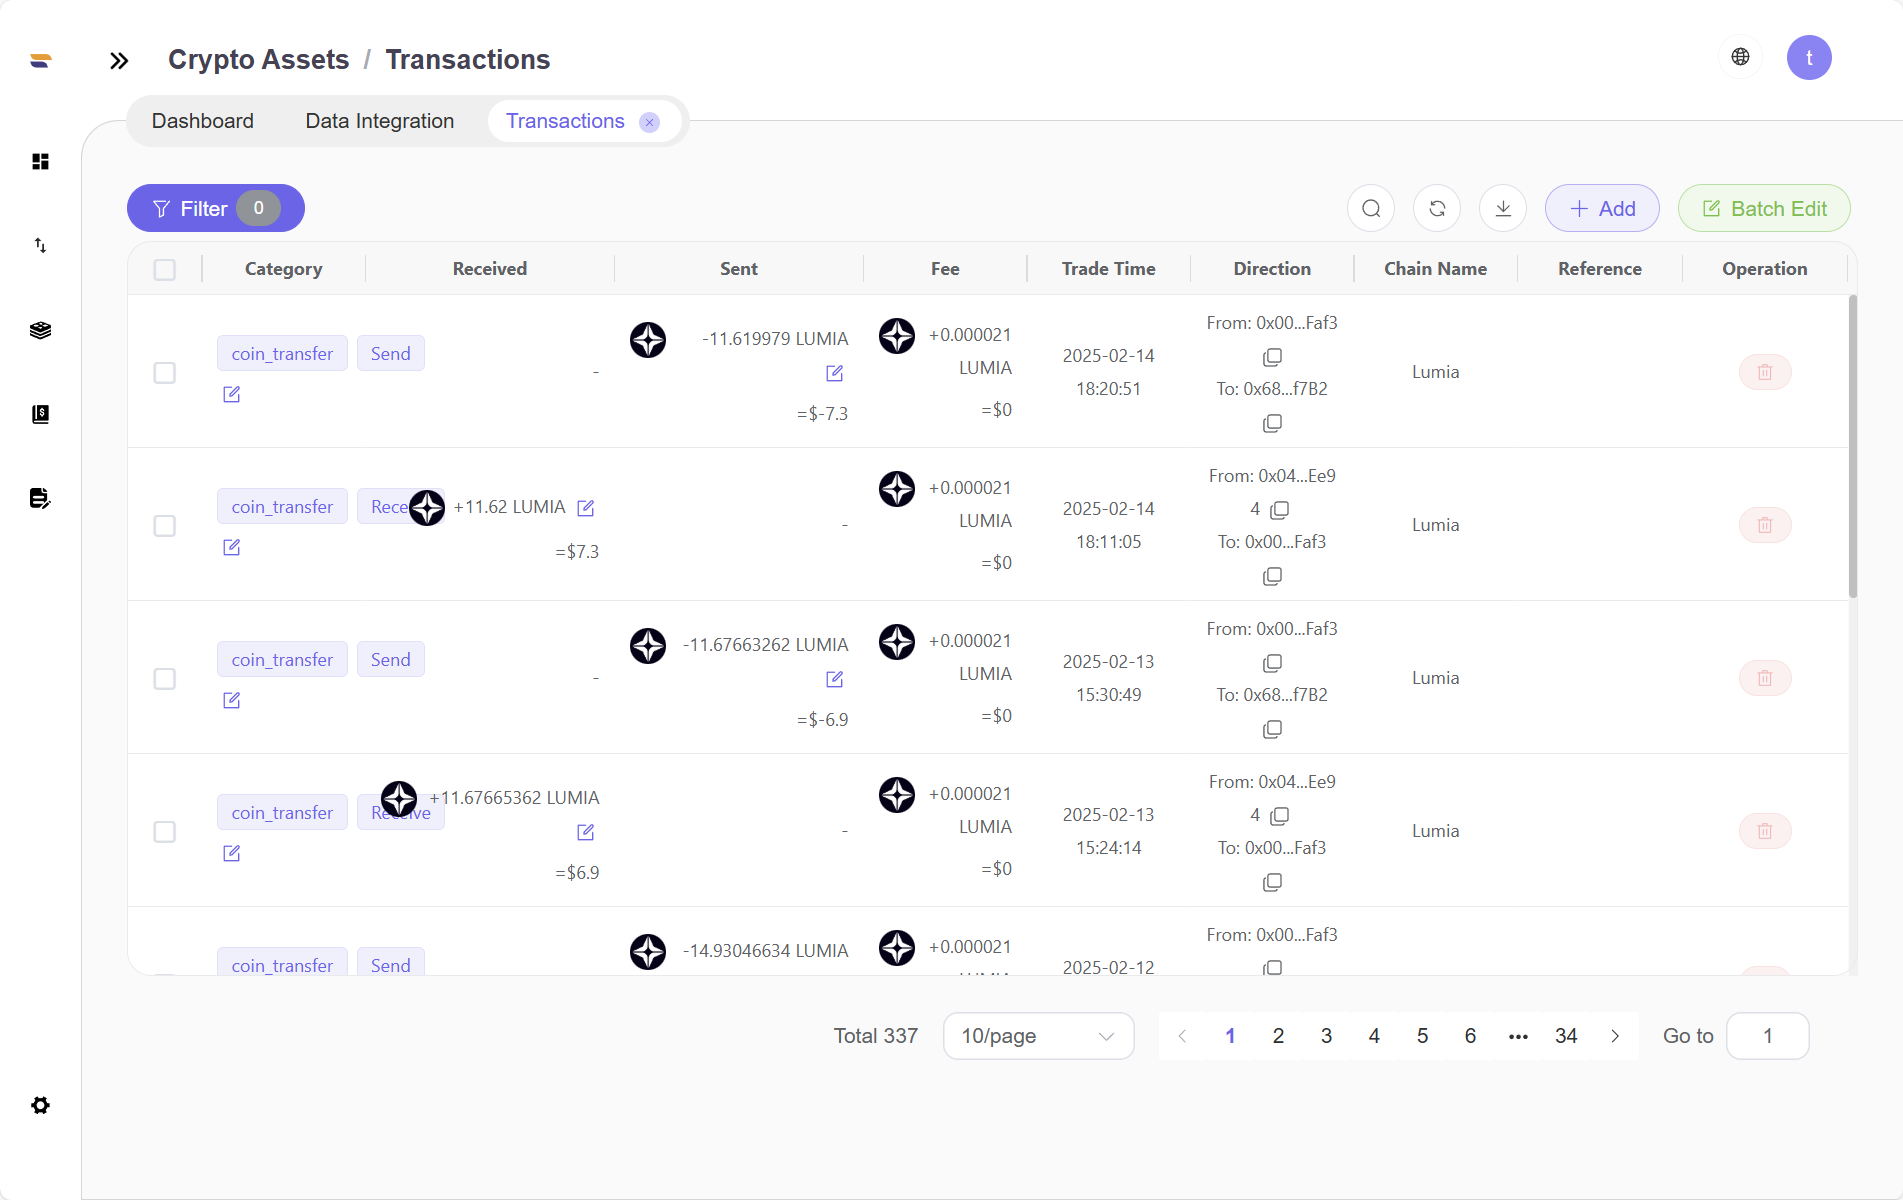 Crypto Assets / Transactions
t
Dashboard
Data Integration
Transactions
Filter 0
Add
Batch Edit
Category
Received
Sent
Fee
Trade Time
Direction
Chain Name
Reference
Operation
coin_transfer
Send
-
-11.619979 LUMIA
=$-7.3
+0.000021
LUMIA
=$0
2025-02-14
18:20:51
From: 0x00...Faf3
To: 0x68...f7B2
Lumia
coin_transfer
Rece
+11.62 LUMIA
=$7.3
-
+0.000021
LUMIA
=$0
2025-02-14
18:11:05
From: 0x04...Ee9
4
To: 0x00...Faf3
Lumia
coin_transfer
Send
-
-11.67663262 LUMIA
=$-6.9
+0.000021
LUMIA
=$0
2025-02-13
15:30:49
From: 0x00...Faf3
To: 0x68...f7B2
Lumia
coin_transfer
Receive
+11.67665362 LUMIA
=$6.9
-
+0.000021
LUMIA
=$0
2025-02-13
15:24:14
From: 0x04...Ee9
4
To: 0x00...Faf3
Lumia
coin_transfer
Send
-14.93046634 LUMIA
+0.000021
LUMIA
2025-02-12
From: 0x00...Faf3
Total 337
10/page
1 2 3 4 5 6 ••• 34
Go to 1